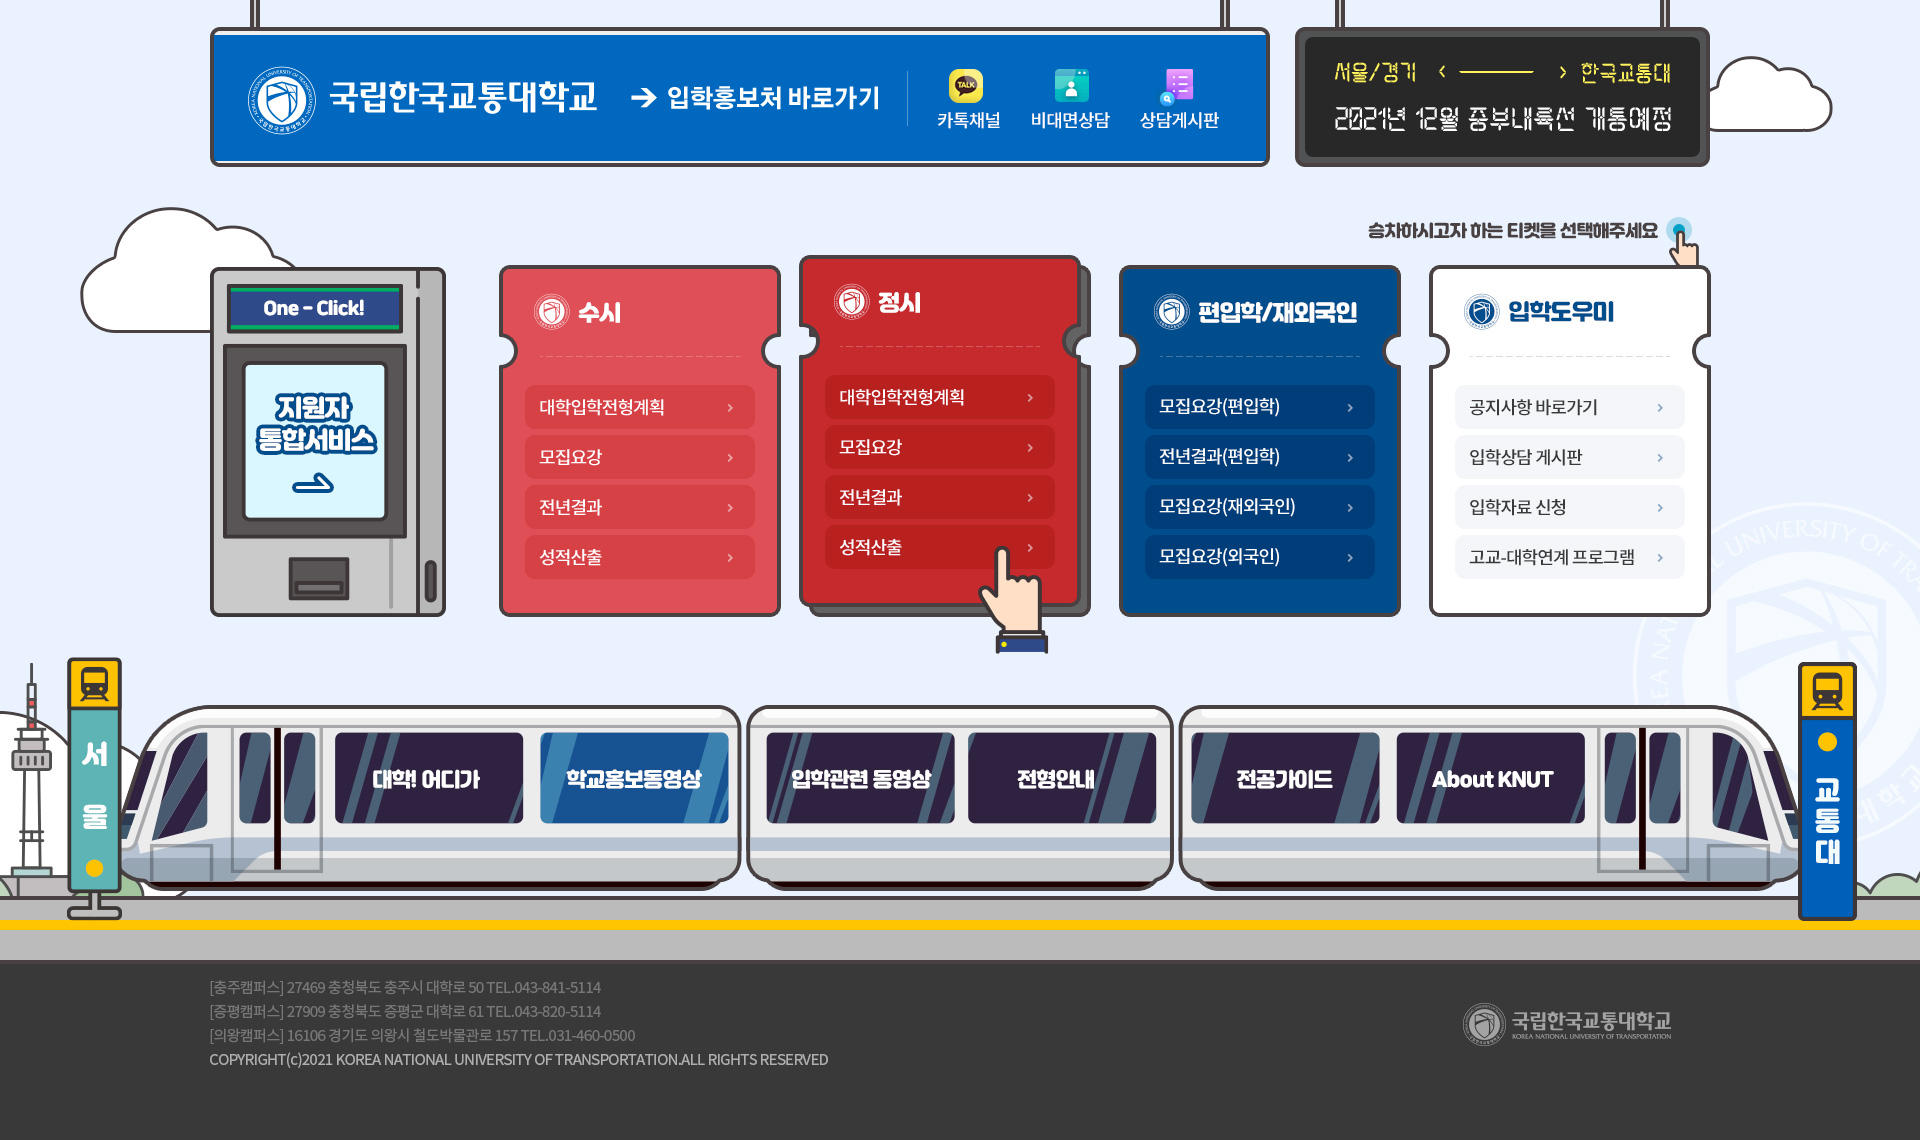 국립한국교통대학교
입학홍보처 바로가기
TALK
카톡채널
비대면상담
상담게시판
서울/경기
한국교통대
2021년 12월 중부내륙선 개통예정
승차하시고자 하는 티켓을 선택해주세요
One - Click!
지원자
통합서비스
수시
대학입학전형계획
모집요강
전년결과
성적산출
정시
대학입학전형계획
모집요강
전년결과
성적산출
편입학/재외국인
모집요강(편입학)
전년결과(편입학)
모집요강(재외국인)
모집요강(외국인)
입학도우미
공지사항 바로가기
입학상담 게시판
입학자료 신청
고교-대학연계 프로그램
서울
대학! 어디가
학교홍보동영상
입학관련 동영상
전형안내
전공가이드
About KNUT
교통대
[충주캠퍼스] 27469 충청북도 충주시 대학로 50 TEL.043-841-5114
[증평캠퍼스] 27909 충청북도 증평군 대학로 61 TEL.043-820-5114
[의왕캠퍼스] 16106 경기도 의왕시 철도박물관로 157 TEL.031-460-0500
COPYRIGHT(c)2021 KOREA NATIONAL UNIVERSITY OF TRANSPORTATION.ALL RIGHTS RESERVED
국립한국교통대학교
KOREA NATIONAL UNIVERSITY OF TRANSPORTATION